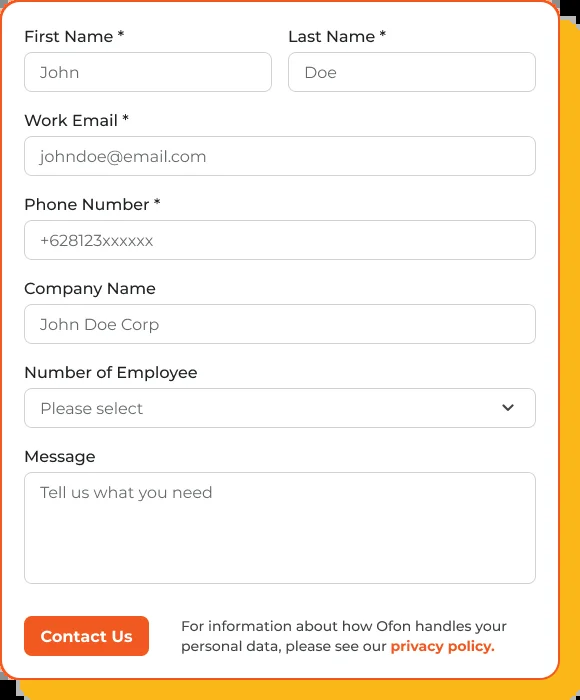 First Name * Last Name *
John Doe
Work Email *
johndoe@email.com
Phone Number *
+628123xxxxxx
Company Name
John Doe Corp
Number of Employee
Please select
Message
Tell us what you need
Contact Us
For information about how Ofon handles your
personal data, please see our privacy policy.